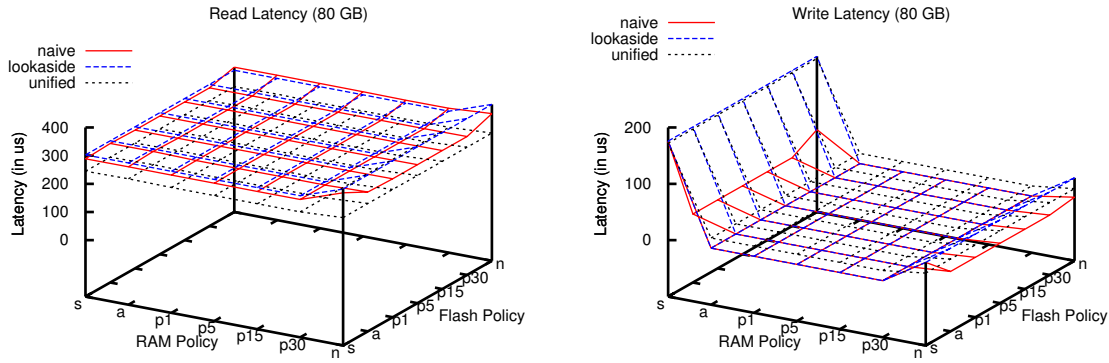 Read Latency (80 GB)
naive
lookaside
unified
Latency (in us)
400
300
200
100
0
s
a
p1
p5
p15
p30
n
RAM Policy
s
a
p1
p5
p15
p30
n
Flash Policy
Write Latency (80 GB)
naive
lookaside
unified
Latency (in us)
200
100
0
s
a
p1
p5
p15
p30
n
RAM Policy
s
a
p1
p5
p15
p30
n
Flash Policy